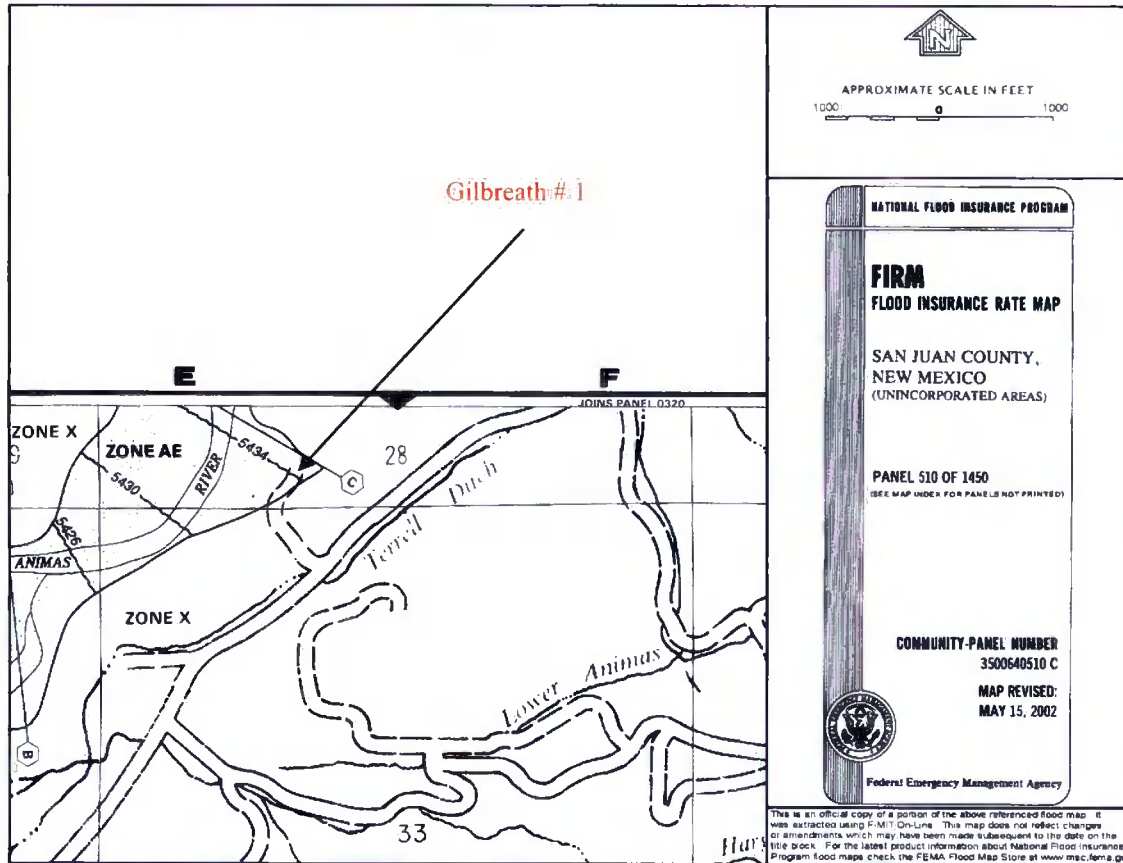 Gilbreath # 1
E
F
JOINS PANEL 0320
ZONE X
ZONE AE
5434
28
C
5430
RIVER
5426
Terrell Ditch
ANIMAS
ZONE X
Lower Animas
B
33
N
APPROXIMATE SCALE IN FEET
1000 0 1000
NATIONAL FLOOD INSURANCE PROGRAM
FIRM
FLOOD INSURANCE RATE MAP
SAN JUAN COUNTY,
NEW MEXICO
(UNINCORPORATED AREAS)
PANEL 510 OF 1450
(SEE MAP INDEX FOR PANELS NOT PRINTED)
COMMUNITY-PANEL NUMBER
3500640510 C
MAP REVISED:
MAY 15, 2002
Federal Emergency Management Agency
This is an official copy of a portion of the above referenced flood map. It
was extracted using F-MIT On-Line. This map does not reflect changes
or amendments which may have been made subsequent to the date on the
title block. For the latest product information about National Flood Insurance
Program flood maps check the FEMA Flood Map Store at www.msc.fema.go